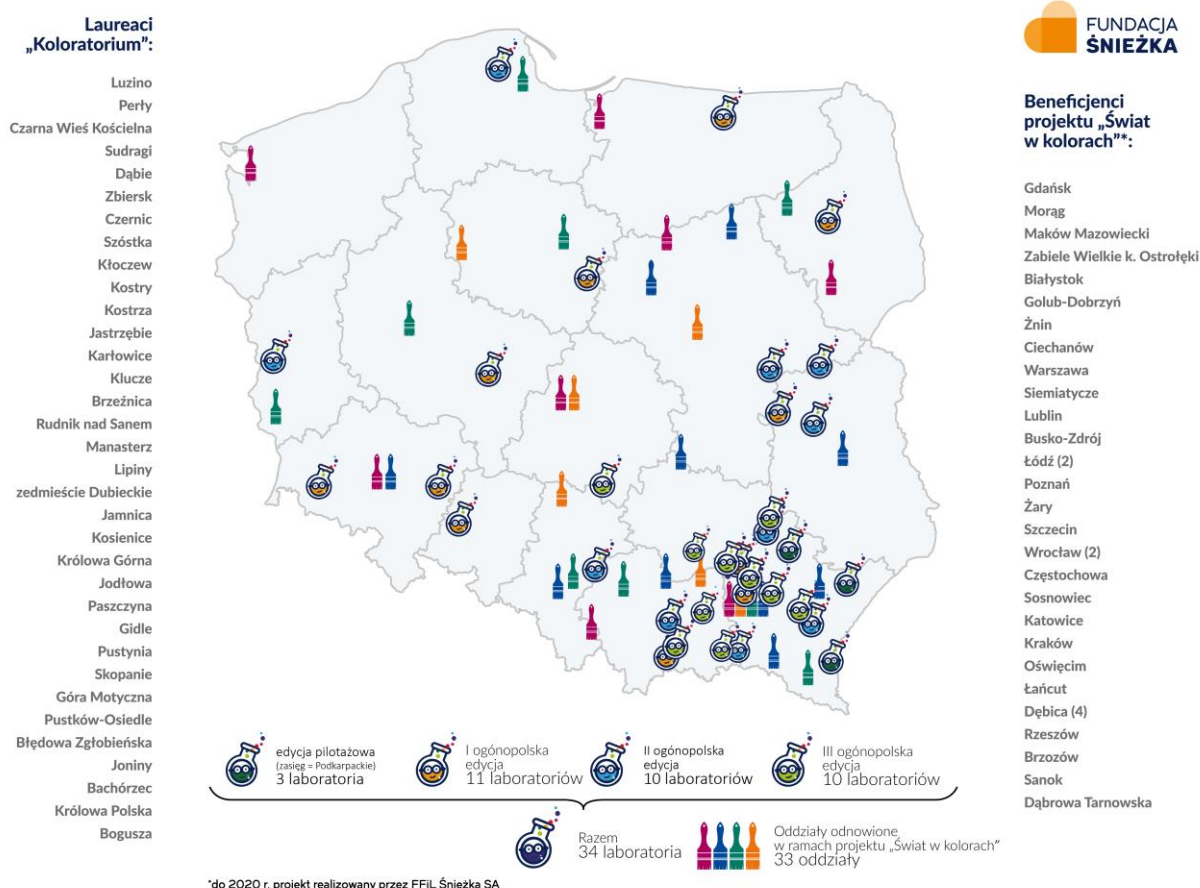 Laureaci
„Koloratorium”:
Luzino
Perły
Czarna Wieś Kościelna
Sudragi
Dąbie
Zbiersk
Czernic
Szóstka
Kłoczew
Kostry
Kostrza
Jastrzębie
Karłowice
Klucze
Brzeźnica
Rudnik nad Sanem
Manasterz
Lipiny
zedmieście Dubieckie
Jamnica
Kosienice
Królowa Górna
Jodłowa
Paszczyna
Gidle
Pustynia
Skopanie
Góra Motyczna
Pustków-Osiedle
Błędowa Zgłobieńska
Joniny
Bachórzec
Królowa Polska
Bogusza
FUNDACJA
ŚNIEŻKA
Beneficjenci
projektu „Świat
w kolorach”*:
Gdańsk
Morąg
Maków Mazowiecki
Zabiele Wielkie k. Ostrołęki
Białystok
Golub-Dobrzyń
Żnin
Ciechanów
Warszawa
Siemiatycze
Lublin
Busko-Zdrój
Łódź (2)
Poznań
Żary
Szczecin
Wrocław (2)
Częstochowa
Sosnowiec
Katowice
Kraków
Oświęcim
Łańcut
Dębica (4)
Rzeszów
Brzozów
Sanok
Dąbrowa Tarnowska
edycja pilotażowa
(zasięg = Podkarpackie)
3 laboratoria
I ogónopolska
edycja
11 laboratoriów
II ogónopolska
edycja
10 laboratoriów
III ogónopolska
edycja
10 laboratoriów
Razem
34 laboratoria
Oddziały odnowione
w ramach projektu „Świat w kolorach”
33 oddziały
*do 2020 r. projekt realizowany przez FFiL Śnieżka SA